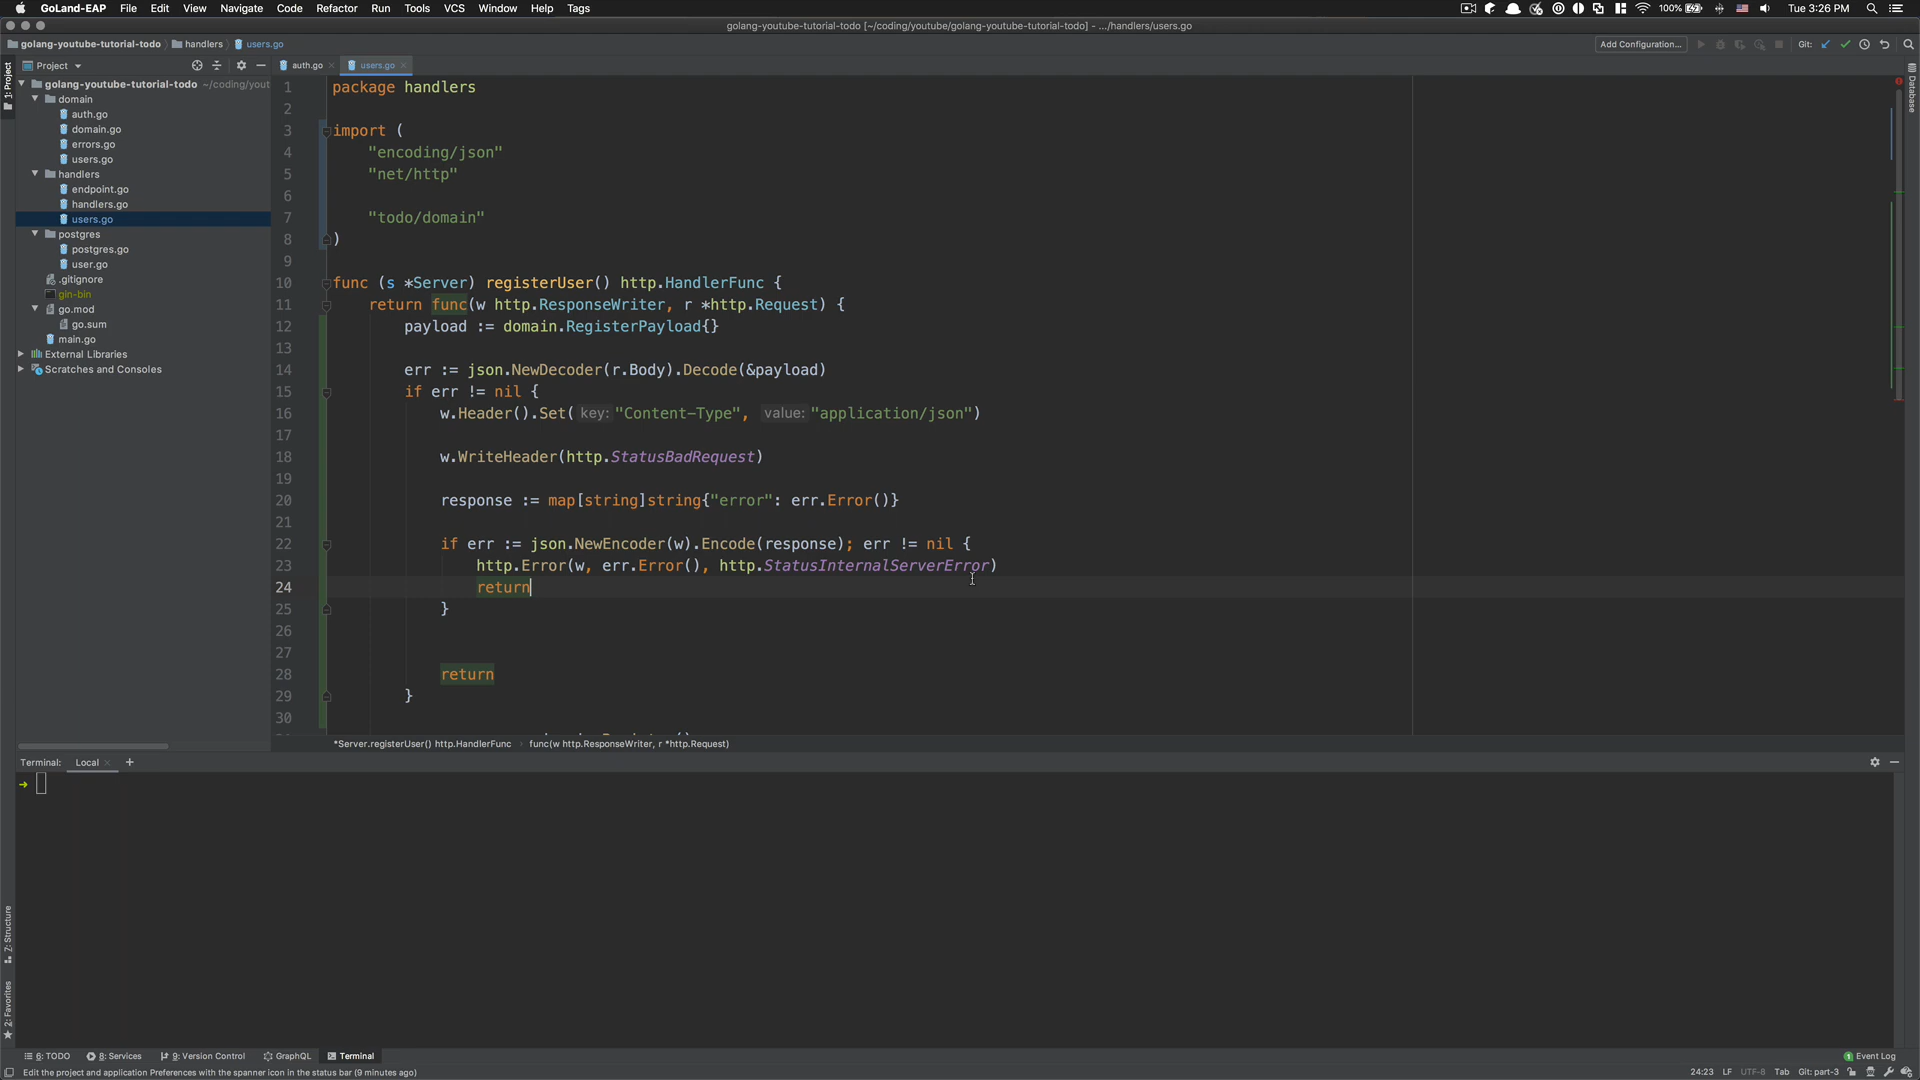 GoLand-EAP File Edit View Navigate Code Refactor Run Tools VCS Window Help Tags 100% Tue 3:26 PM
golang-youtube-tutorial-todo [~/coding/youtube/golang-youtube-tutorial-todo] - .../handlers/users.go
golang-youtube-tutorial-todo handlers users.go Add Configuration... Git:
Project auth.go users.go
1: Project
Database
golang-youtube-tutorial-todo ~/coding/yout
domain
auth.go
domain.go
errors.go
users.go
handlers
endpoint.go
handlers.go
users.go
postgres
postgres.go
user.go
.gitignore
gin-bin
go.mod
go.sum
main.go
External Libraries
Scratches and Consoles
1 package handlers
2
3 import (
4 "encoding/json"
5 "net/http"
6
7 "todo/domain"
8 )
9
10 func (s *Server) registerUser() http.HandlerFunc {
11 return func(w http.ResponseWriter, r *http.Request) {
12 payload := domain.RegisterPayload{}
13
14 err := json.NewDecoder(r.Body).Decode(&payload)
15 if err != nil {
16 w.Header().Set( key: "Content-Type", value: "application/json")
17
18 w.WriteHeader(http.StatusBadRequest)
19
20 response := map[string]string{"error": err.Error()}
21
22 if err := json.NewEncoder(w).Encode(response); err != nil {
23 http.Error(w, err.Error(), http.StatusInternalServerError)
24 return
25 }
26
27
28 return
29 }
30
*Server.registerUser() http.HandlerFunc › func(w http.ResponseWriter, r *http.Request)
Terminal: Local +
7: Structure
2: Favorites
6: TODO 8: Services 9: Version Control GraphQL Terminal 1 Event Log
Edit the project and application Preferences with the spanner icon in the status bar (9 minutes ago) 24:23 LF UTF-8 Tab Git: part-3